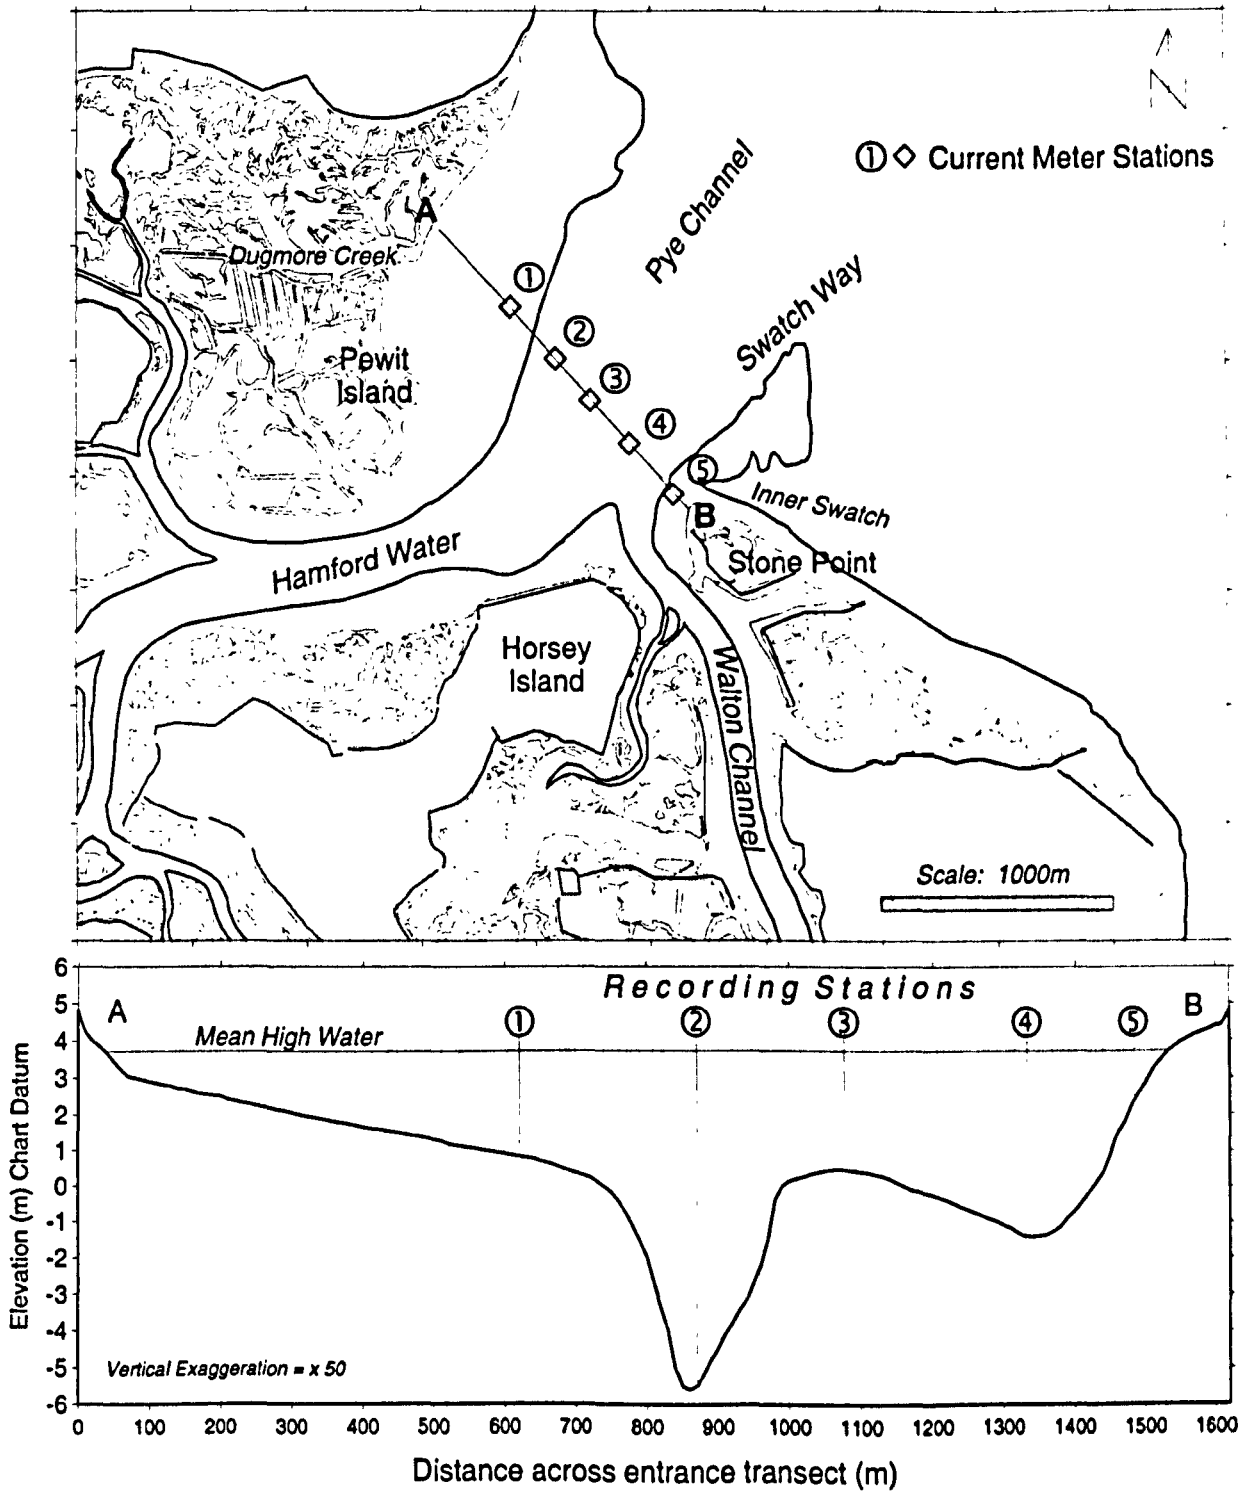 N
① ◇ Current Meter Stations
Pye Channel
A
Dugmore Creek
①
Swatch Way
②
Pewit
Island
③
④
⑤
Inner Swatch
B
Stone Point
Hamford Water
Horsey
Island
Walton Channel
Scale: 1000m
Recording Stations
A
B
Mean High Water
① ② ③ ④ ⑤
Elevation (m) Chart Datum
6
5
4
3
2
1
0
-1
-2
-3
-4
-5
-6
Vertical Exaggeration = x 50
0 100 200 300 400 500 600 700 800 900 1000 1100 1200 1300 1400 1500 1600
Distance across entrance transect (m)